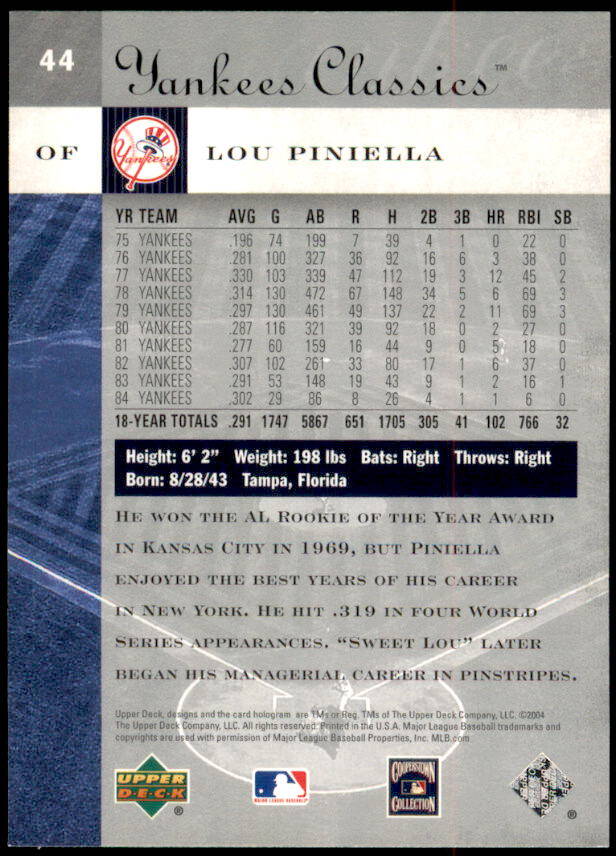 44
Yankees Classics™
OF Yankees LOU PINIELLA
YR TEAM AVG G AB R H 2B 3B HR RBI SB
75 YANKEES .196 74 199 7 39 4 1 0 22 0
76 YANKEES .281 100 327 36 92 16 6 3 38 0
77 YANKEES .330 103 339 47 112 19 3 12 45 2
78 YANKEES .314 130 472 67 148 34 5 6 69 3
79 YANKEES .297 130 461 49 137 22 2 11 69 3
80 YANKEES .287 116 321 39 92 18 0 2 27 0
81 YANKEES .277 60 159 16 44 9 0 5 18 0
82 YANKEES .307 102 261 33 80 17 1 6 37 0
83 YANKEES .291 53 148 19 43 9 1 2 16 1
84 YANKEES .302 29 86 8 26 4 1 1 6 0
18-YEAR TOTALS .291 1747 5867 651 1705 305 41 102 766 32
Height: 6' 2" Weight: 198 lbs Bats: Right Throws: Right
Born: 8/28/43 Tampa, Florida
HE WON THE AL ROOKIE OF THE YEAR AWARD
IN KANSAS CITY IN 1969, BUT PINIELLA
ENJOYED THE BEST YEARS OF HIS CAREER
IN NEW YORK. HE HIT .319 IN FOUR WORLD
SERIES APPEARANCES. "SWEET LOU" LATER
BEGAN HIS MANAGERIAL CAREER IN PINSTRIPES.
Upper Deck, designs and the card hologram are TMs or Reg. TMs of The Upper Deck Company, LLC. ©2004
The Upper Deck Company, LLC. All rights reserved. Printed in the U.S.A. Major League Baseball trademarks and
copyrights are used with permission of Major League Baseball Properties, Inc. MLB.com
UPPER
DECK
®
MAJOR LEAGUE BASEBALL
COOPERSTOWN
COLLECTION
®